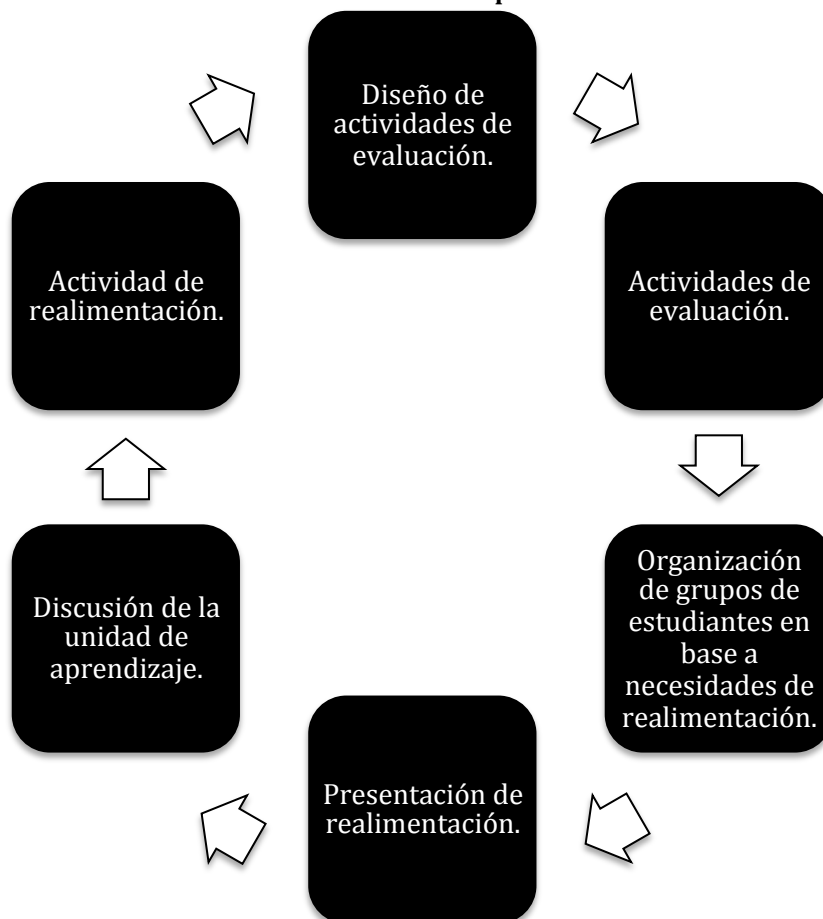 Diseño de
actividades de
evaluación.
Actividades de
evaluación.
Organización
de grupos de
estudiantes en
base a
necesidades de
realimentación.
Presentación de
realimentación.
Discusión de la
unidad de
aprendizaje.
Actividad de
realimentación.